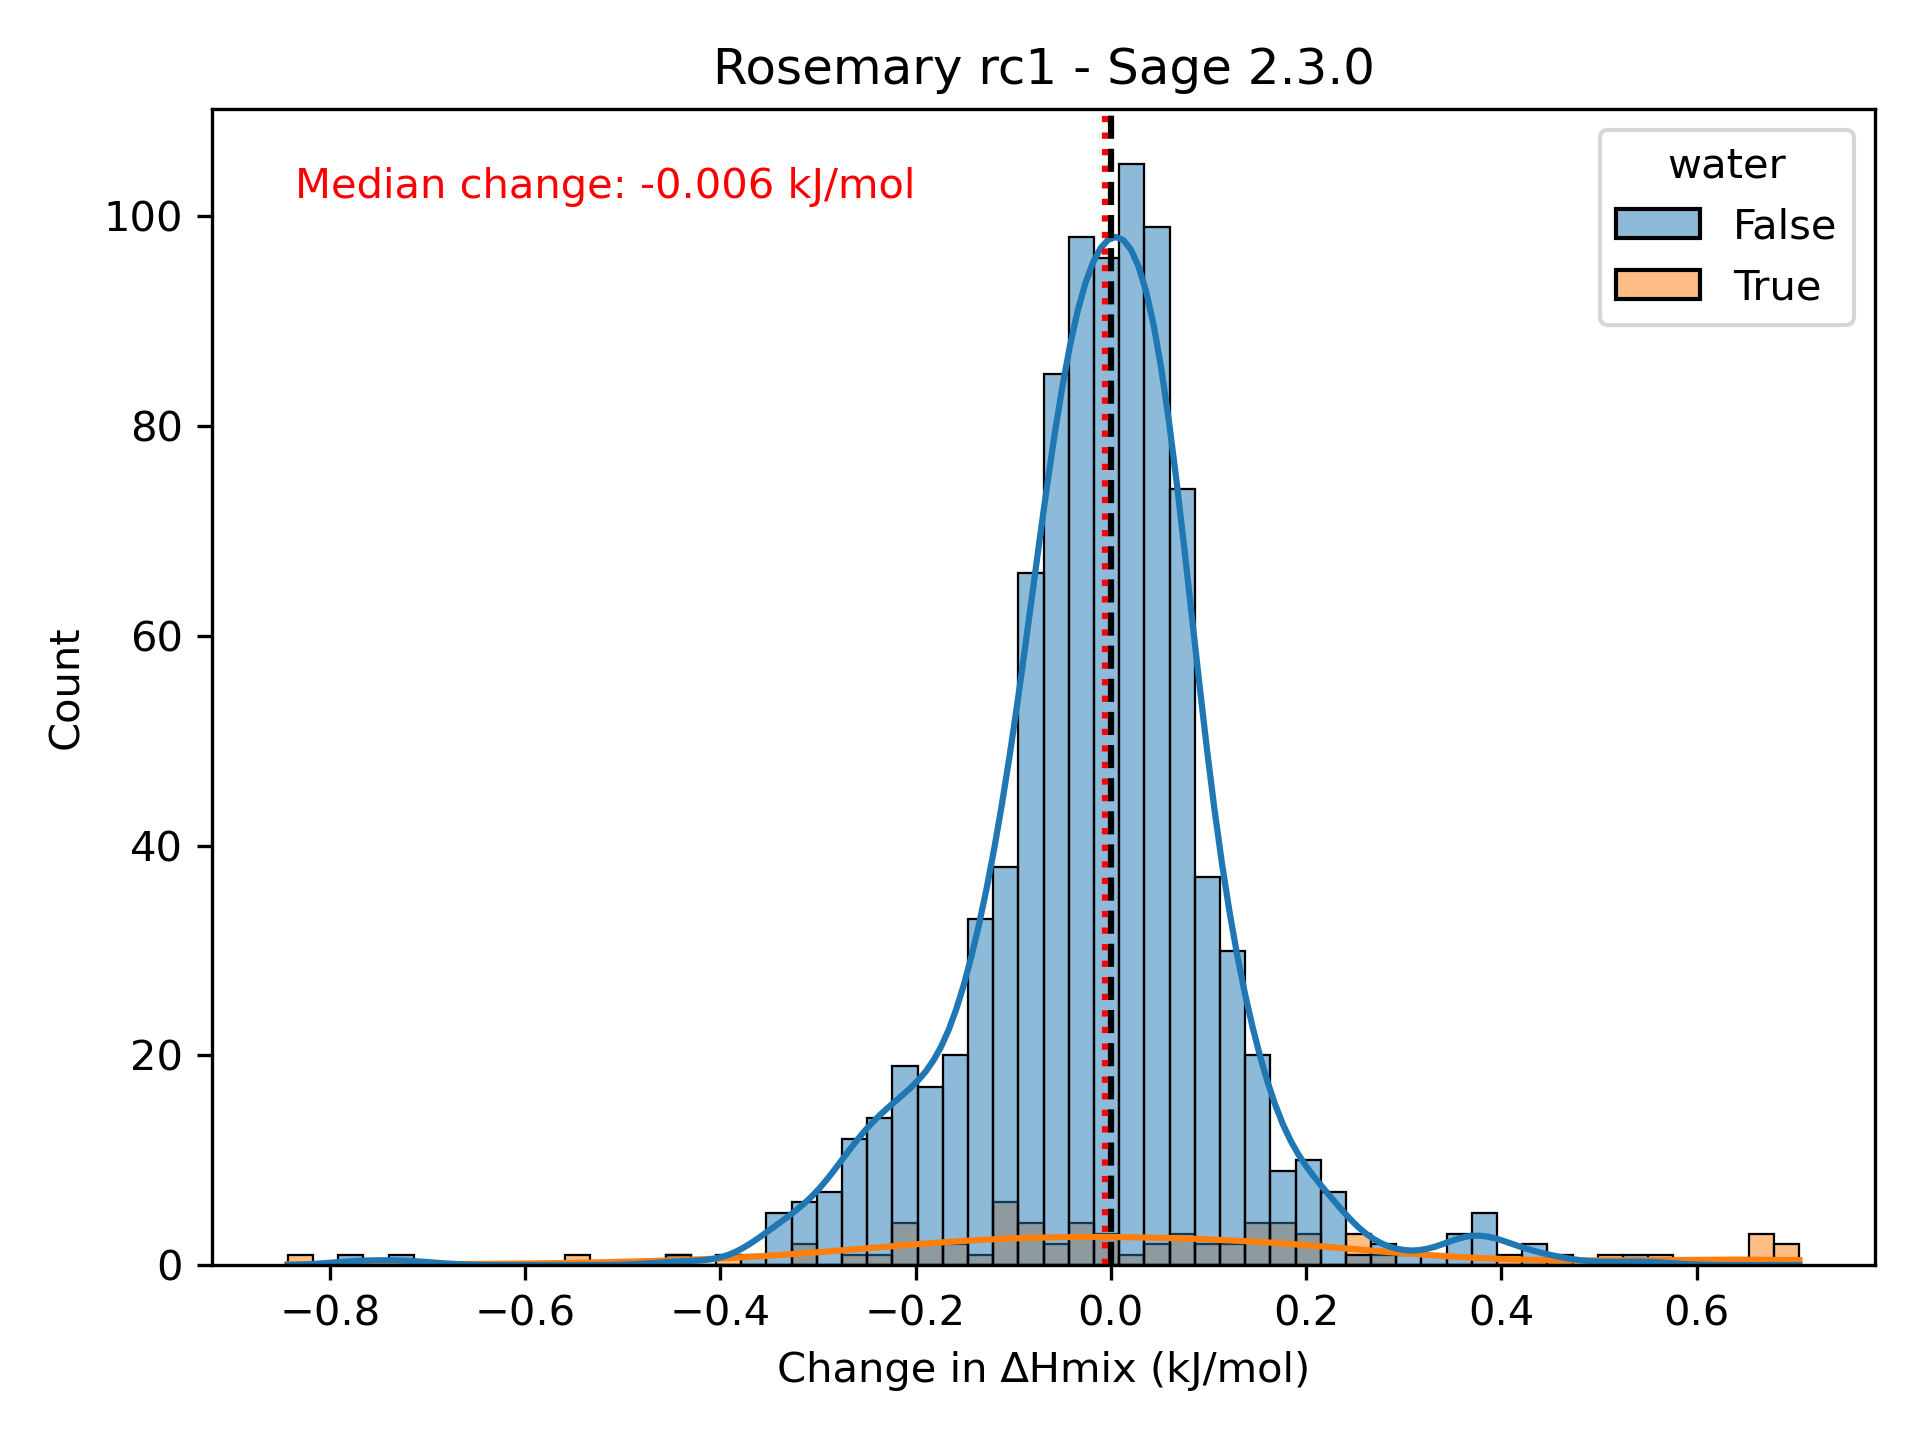 Rosemary rc1 - Sage 2.3.0
Median change: -0.006 kJ/mol
water
False
True
100
80
60
40
20
0
Count
−0.8 −0.6 −0.4 −0.2 0.0 0.2 0.4 0.6
Change in ΔHmix (kJ/mol)